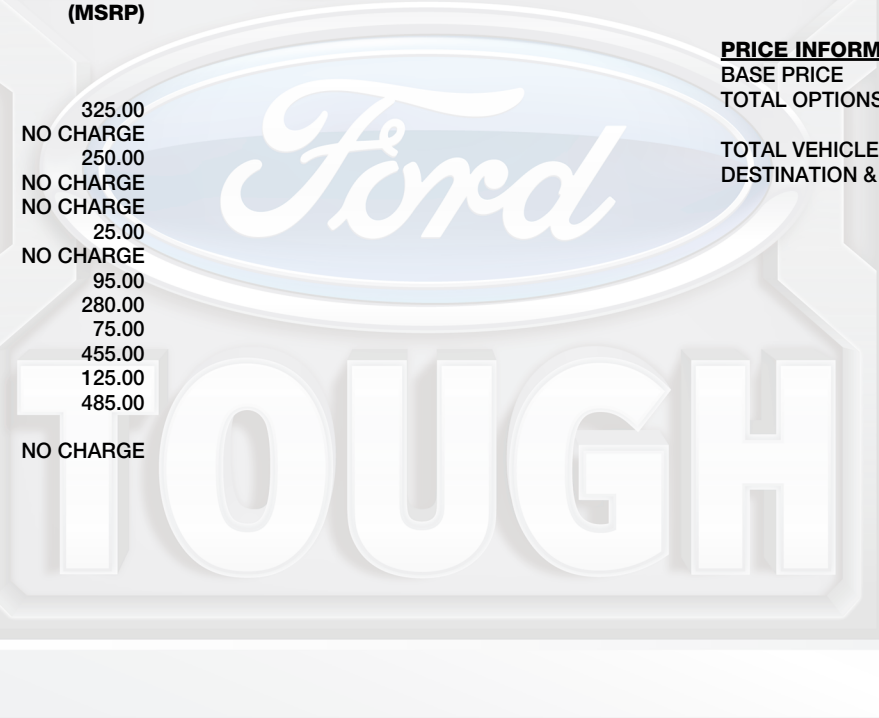 (MSRP)
325.00
NO CHARGE
250.00
NO CHARGE
NO CHARGE
25.00
NO CHARGE
95.00
280.00
75.00
455.00
125.00
485.00
NO CHARGE
PRICE INFORM
BASE PRICE
TOTAL OPTIONS
TOTAL VEHICLE
DESTINATION &
Ford
TOUGH